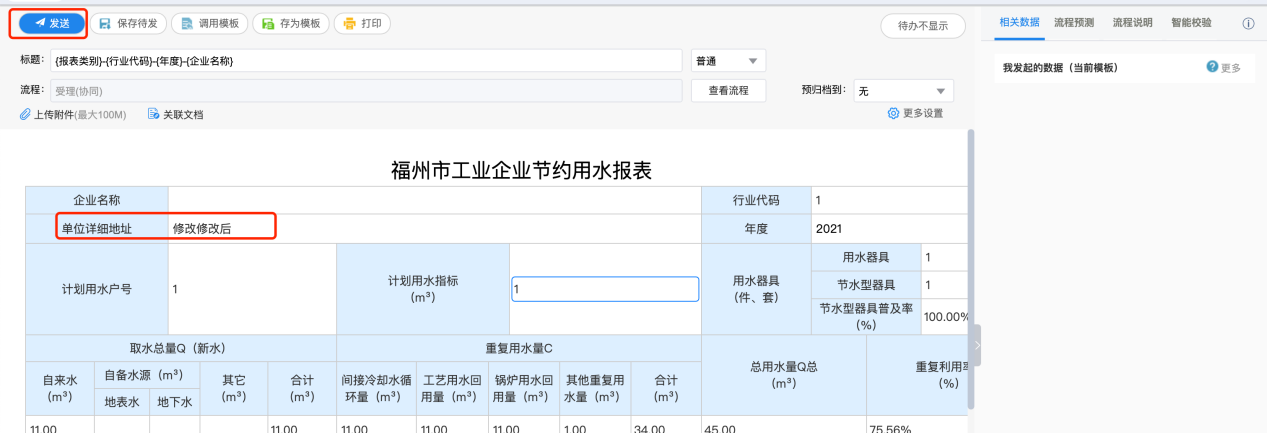 发送 保存待发 调用模板 存为模板 打印 待办不显示 相关数据 流程预测 流程说明 智能校验
标题: {报表类别}-{行业代码}-{年度}-{企业名称} 普通
我发起的数据（当前模板） 更多
流程: 受理(协同) 查看流程 预归档到: 无
上传附件(最大100M) 关联文档 更多设置
福州市工业企业节约用水报表
企业名称 行业代码 1
单位详细地址 修改修改后 年度 2021
计划用水户号 1 计划用水指标
(m³) 1 用水器具
(件、套) 用水器具 1
节水型器具 1
节水型器具普及率
(%) 100.00%
取水总量Q（新水） 重复用水量C 总用水量Q总
(m³) 重复利用率
(%)
自来水
(m³) 自备水源（m³） 其它
(m³) 合计
(m³) 间接冷却水循
环量（m³） 工艺用水回
用量（m³） 锅炉用水回
用量（m³） 其他重复用
水量（m³） 合计
(m³)
地表水 地下水
11.00 11.00 11.00 11.00 11.00 1.00 34.00 45.00 75.56%